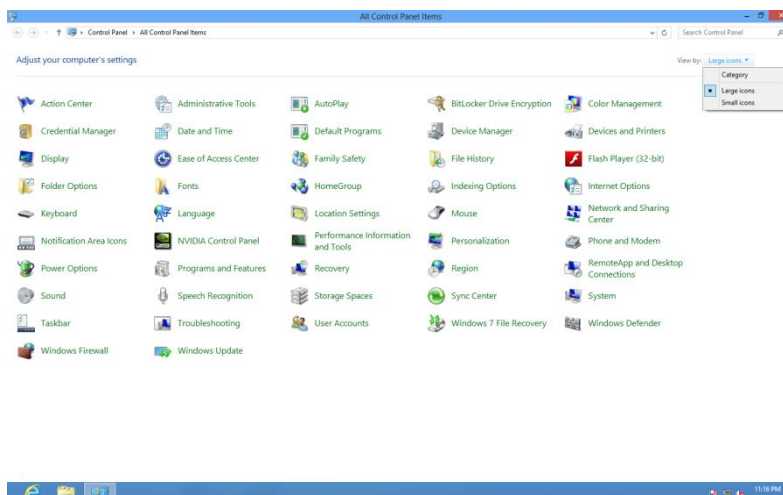 All Control Panel Items
Control Panel All Control Panel Items Search Control Panel
Adjust your computer's settings View by: Large icons
Category
Large icons
Small icons
Action Center Administrative Tools AutoPlay BitLocker Drive Encryption Color Management
Credential Manager Date and Time Default Programs Device Manager Devices and Printers
Display Ease of Access Center Family Safety File History Flash Player (32-bit)
Folder Options Fonts HomeGroup Indexing Options Internet Options
Keyboard Language Location Settings Mouse Network and Sharing
Center
Notification Area Icons NVIDIA Control Panel Performance Information
and Tools Personalization Phone and Modem
Power Options Programs and Features Recovery Region RemoteApp and Desktop
Connections
Sound Speech Recognition Storage Spaces Sync Center System
Taskbar Troubleshooting User Accounts Windows 7 File Recovery Windows Defender
Windows Firewall Windows Update
11:16 PM